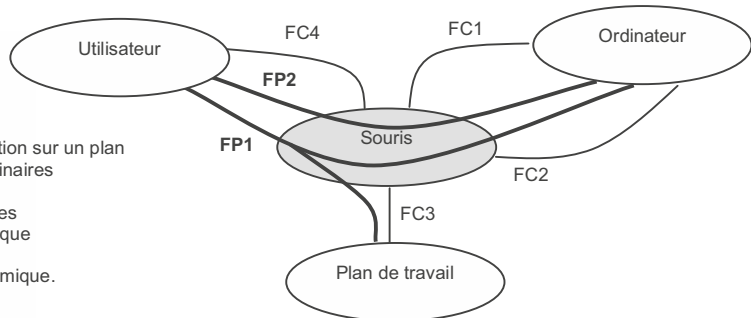 Utilisateur
FC4
FC1
Ordinateur
FP2
FP1
Souris
FC2
FC3
Plan de travail
tion sur un plan
inaires
es
que
mique.